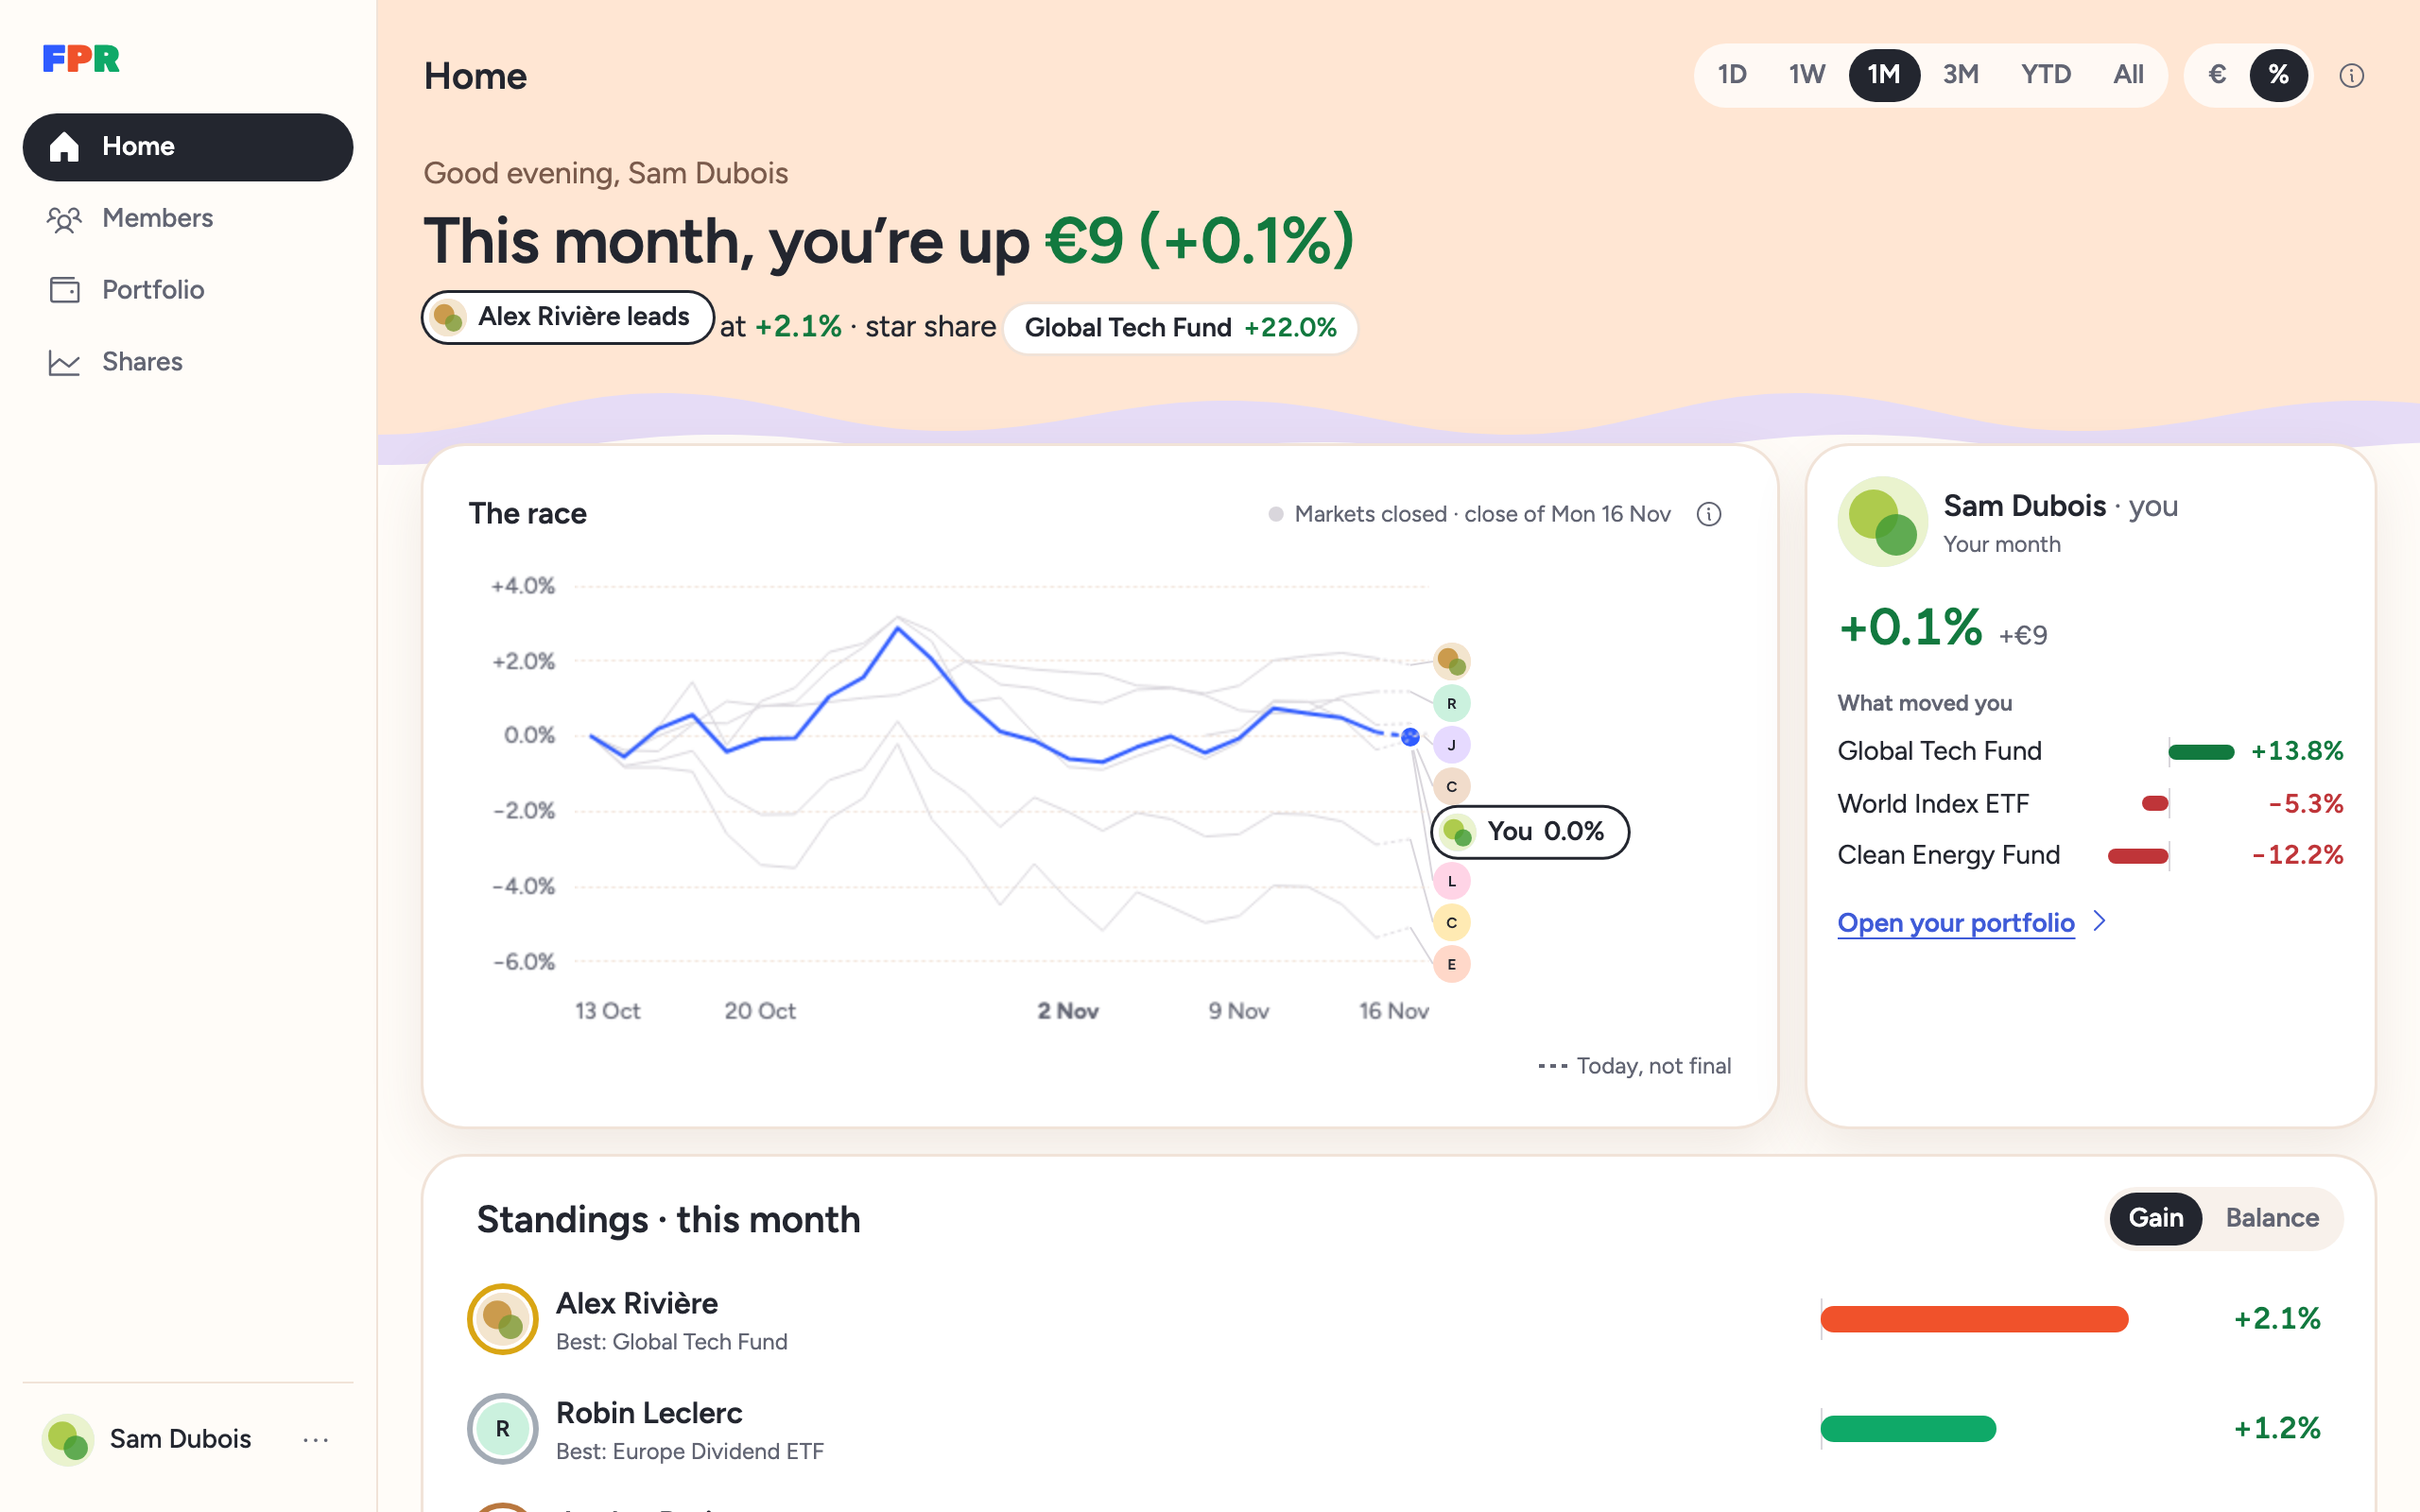 FPR
Home
Members
Portfolio
Shares
Sam Dubois
Home
1D 1W 1M 3M YTD All € %
Good evening, Sam Dubois
This month, you’re up €9 (+0.1%)
Alex Rivière leads at +2.1% · star share Global Tech Fund +22.0%
The race
Markets closed · close of Mon 16 Nov
+4.0%
+2.0%
0.0%
−2.0%
−4.0%
−6.0%
R
J
C
You 0.0%
L
C
E
13 Oct 20 Oct 2 Nov 9 Nov 16 Nov
Today, not final
Sam Dubois · you
Your month
+0.1% +€9
What moved you
Global Tech Fund +13.8%
World Index ETF −5.3%
Clean Energy Fund −12.2%
Open your portfolio
Standings · this month
Gain Balance
Alex Rivière
Best: Global Tech Fund
+2.1%
R
Robin Leclerc
Best: Europe Dividend ETF
+1.2%